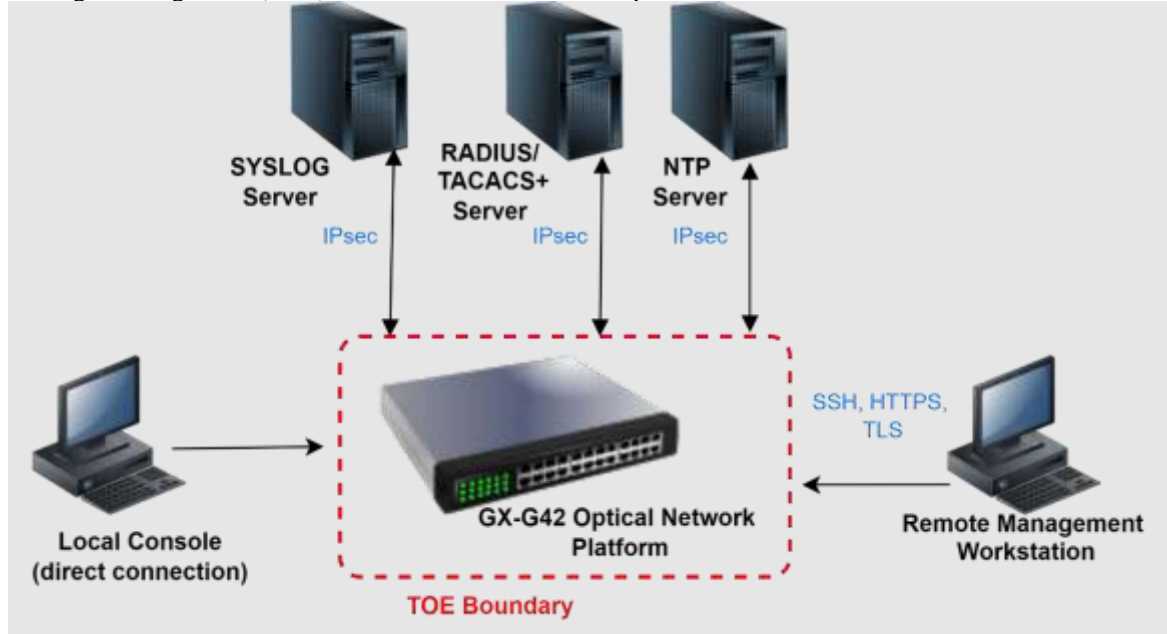 SYSLOG
Server
RADIUS/
TACACS+
Server
NTP
Server
IPsec
IPsec
IPsec
SSH, HTTPS,
TLS
GX-G42 Optical Network
Platform
Local Console
(direct connection)
Remote Management
Workstation
TOE Boundary